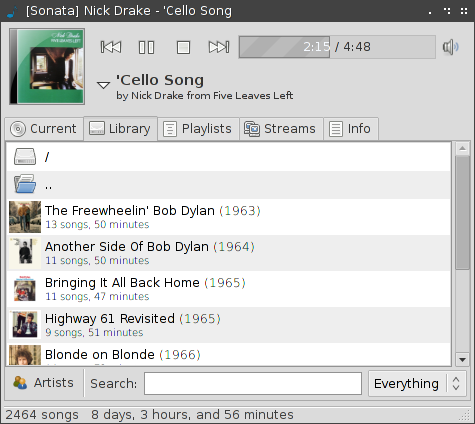 [Sonata] Nick Drake - 'Cello Song
2:15 / 4:48
'Cello Song
by Nick Drake from Five Leaves Left
Current Library Playlists Streams Info
/
..
The Freewheelin' Bob Dylan (1963)
13 songs, 50 minutes
Another Side Of Bob Dylan (1964)
11 songs, 50 minutes
Bringing It All Back Home (1965)
11 songs, 47 minutes
Highway 61 Revisited (1965)
9 songs, 51 minutes
Blonde on Blonde (1966)
Artists Search: Everything
2464 songs 8 days, 3 hours, and 56 minutes